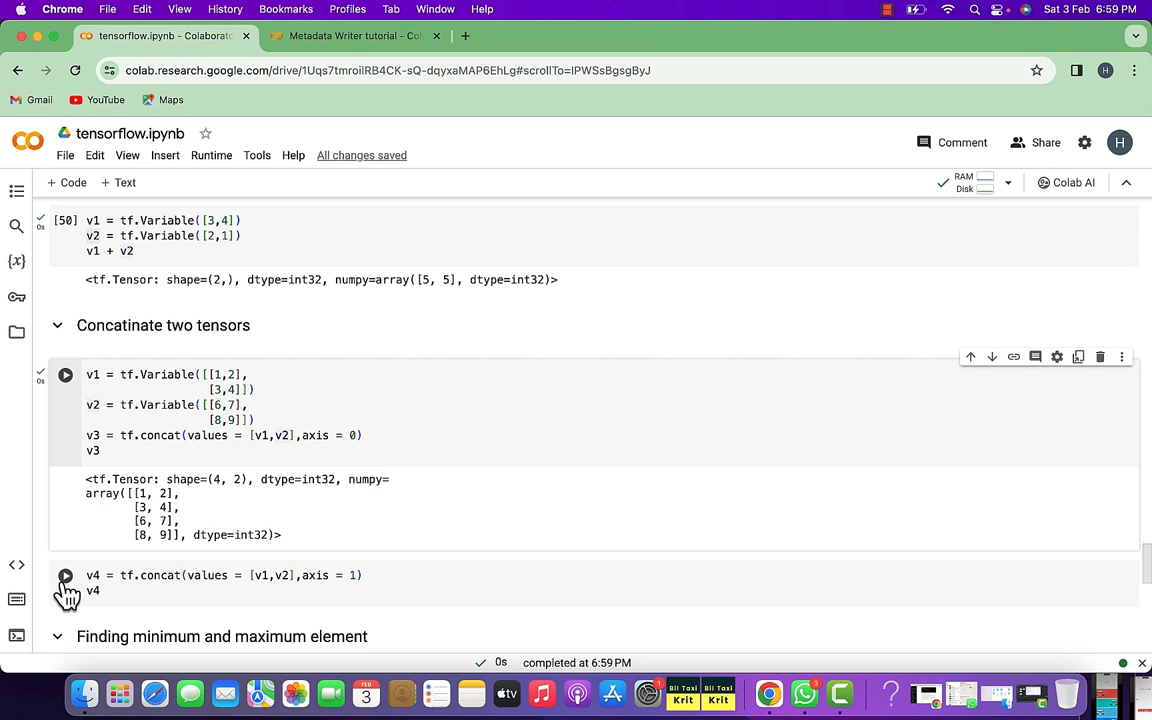 Chrome File Edit View History Bookmarks Profiles Tab Window Help Sat 3 Feb 6:59 PM
tensorflow.ipynb - Colaborato Metadata Writer tutorial - Col
colab.research.google.com/drive/1Uqs7tmroilRB4CK-sQ-dqyxaMAP6EhLg#scrollTo=IPWSsBgsgByJ
Gmail YouTube Maps
tensorflow.ipynb
Comment Share H
File Edit View Insert Runtime Tools Help All changes saved
+ Code + Text RAM Disk Colab AI
[50] v1 = tf.Variable([3,4])
0s
v2 = tf.Variable([2,1])
v1 + v2
<tf.Tensor: shape=(2,), dtype=int32, numpy=array([5, 5], dtype=int32)>
Concatinate two tensors
v1 = tf.Variable([[1,2],
0s
[3,4]])
v2 = tf.Variable([[6,7],
[8,9]])
v3 = tf.concat(values = [v1,v2],axis = 0)
v3
<tf.Tensor: shape=(4, 2), dtype=int32, numpy=
array([[1, 2],
[3, 4],
[6, 7],
[8, 9]], dtype=int32)>
v4 = tf.concat(values = [v1,v2],axis = 1)
v4
Finding minimum and maximum element
0s completed at 6:59 PM
FEB
3
tv
Bli Taxi
Krit
Bli Taxi
Krit
3